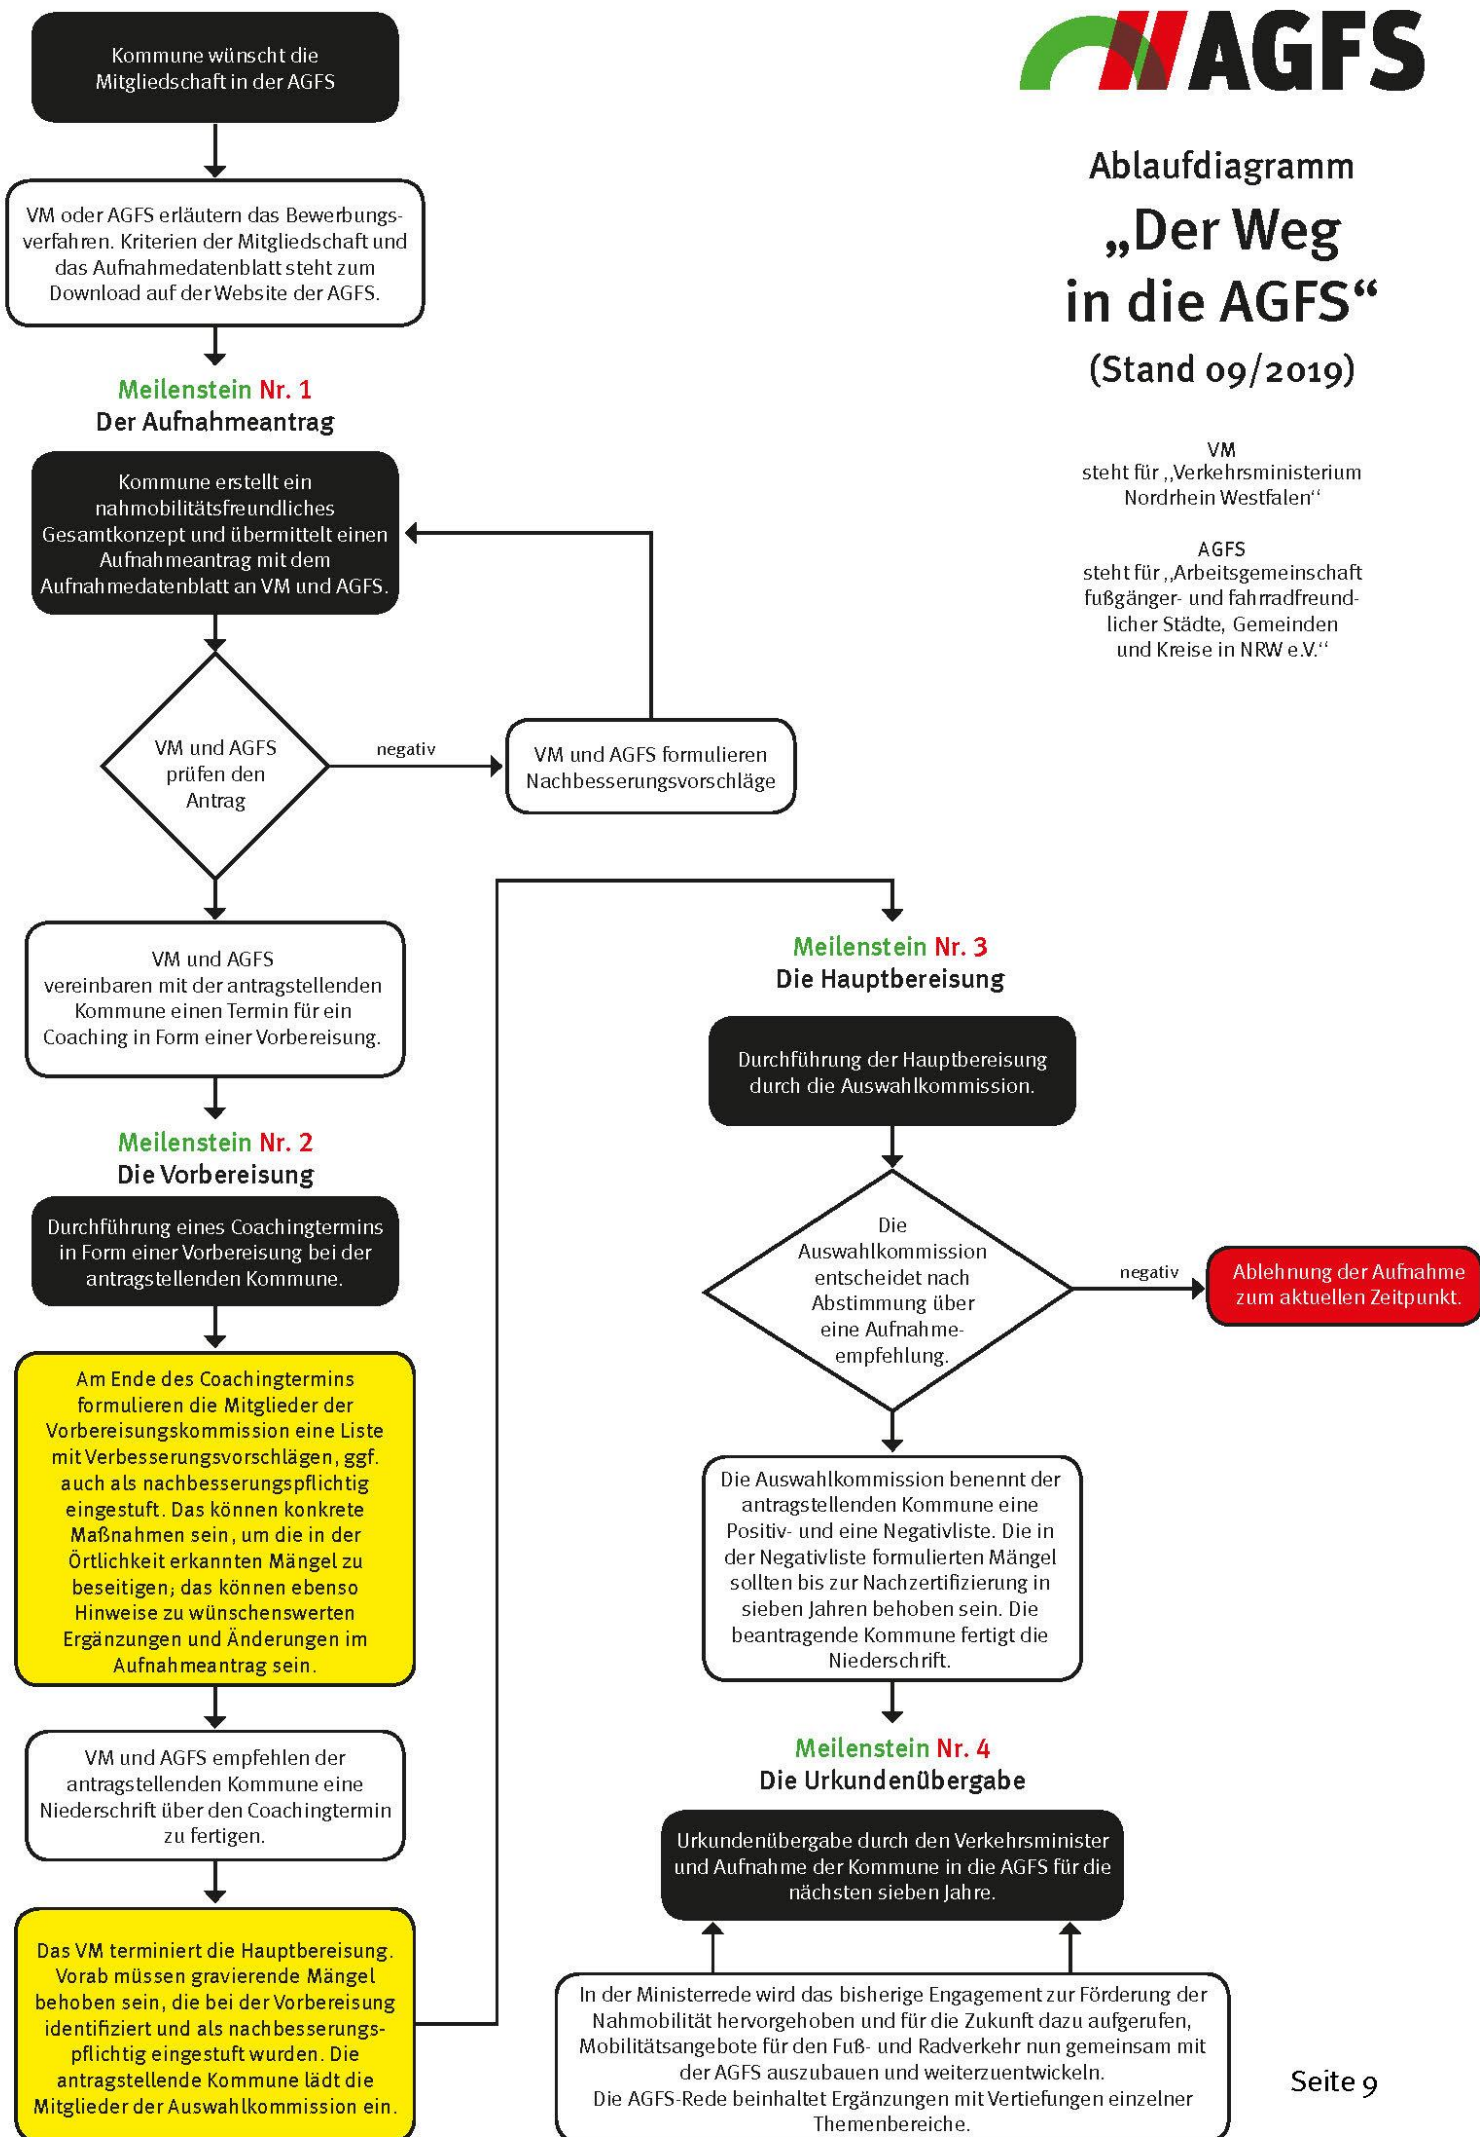 AGFS
Ablaufdiagramm
„Der Weg
in die AGFS“
(Stand 09/2019)
VM
steht für ,,Verkehrsministerium
Nordrhein Westfalen‘‘
AGFS
steht für ,,Arbeitsgemeinschaft
fußgänger- und fahrradfreund-
licher Städte, Gemeinden
und Kreise in NRW e.V.‘‘
Kommune wünscht die
Mitgliedschaft in der AGFS
VM oder AGFS erläutern das Bewerbungs-
verfahren. Kriterien der Mitgliedschaft und
das Aufnahmedatenblatt steht zum
Download auf der Website der AGFS.
Meilenstein Nr. 1
Der Aufnahmeantrag
Kommune erstellt ein
nahmobilitätsfreundliches
Gesamtkonzept und übermittelt einen
Aufnahmeantrag mit dem
Aufnahmedatenblatt an VM und AGFS.
VM und AGFS
prüfen den
Antrag
negativ
VM und AGFS formulieren
Nachbesserungsvorschläge
VM und AGFS
vereinbaren mit der antragstellenden
Kommune einen Termin für ein
Coaching in Form einer Vorbereisung.
Meilenstein Nr. 2
Die Vorbereisung
Durchführung eines Coachingtermins
in Form einer Vorbereisung bei der
antragstellenden Kommune.
Am Ende des Coachingtermins
formulieren die Mitglieder der
Vorbereisungskommission eine Liste
mit Verbesserungsvorschlägen, ggf.
auch als nachbesserungspflichtig
eingestuft. Das können konkrete
Maßnahmen sein, um die in der
Örtlichkeit erkannten Mängel zu
beseitigen; das können ebenso
Hinweise zu wünschenswerten
Ergänzungen und Änderungen im
Aufnahmeantrag sein.
VM und AGFS empfehlen der
antragstellenden Kommune eine
Niederschrift über den Coachingtermin
zu fertigen.
Das VM terminiert die Hauptbereisung.
Vorab müssen gravierende Mängel
behoben sein, die bei der Vorbereisung
identifiziert und als nachbesserungs-
pflichtig eingestuft wurden. Die
antragstellende Kommune lädt die
Mitglieder der Auswahlkommission ein.
Meilenstein Nr. 3
Die Hauptbereisung
Durchführung der Hauptbereisung
durch die Auswahlkommission.
Die
Auswahlkommission
entscheidet nach
Abstimmung über
eine Aufnahme-
empfehlung.
negativ
Ablehnung der Aufnahme
zum aktuellen Zeitpunkt.
Die Auswahlkommission benennt der
antragstellenden Kommune eine
Positiv- und eine Negativliste. Die in
der Negativliste formulierten Mängel
sollten bis zur Nachzertifizierung in
sieben Jahren behoben sein. Die
beantragende Kommune fertigt die
Niederschrift.
Meilenstein Nr. 4
Die Urkundenübergabe
Urkundenübergabe durch den Verkehrsminister
und Aufnahme der Kommune in die AGFS für die
nächsten sieben Jahre.
In der Ministerrede wird das bisherige Engagement zur Förderung der
Nahmobilität hervorgehoben und für die Zukunft dazu aufgerufen,
Mobilitätsangebote für den Fuß- und Radverkehr nun gemeinsam mit
der AGFS auszubauen und weiterzuentwickeln.
Die AGFS-Rede beinhaltet Ergänzungen mit Vertiefungen einzelner
Themenbereiche.
Seite 9